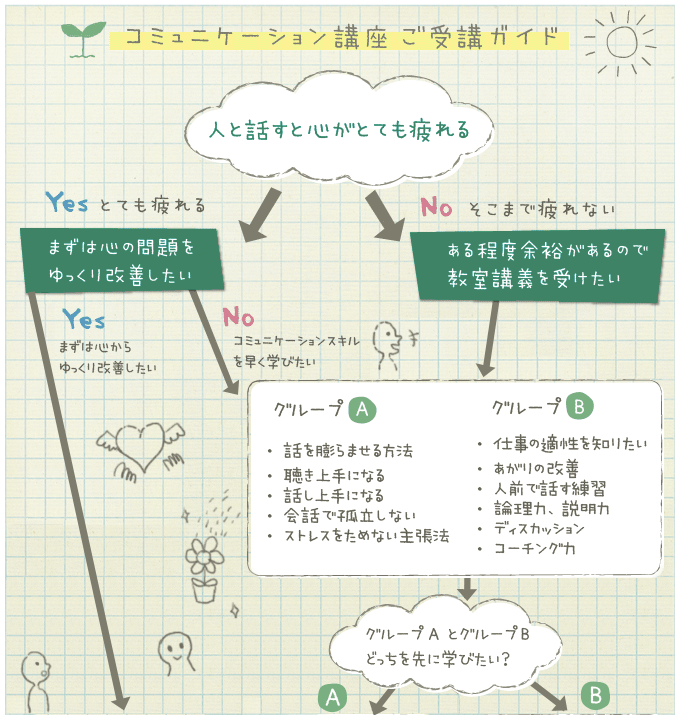 コミュニケーション講座 ご受講ガイド
人と話すと心がとても疲れる
Yes とても疲れる
No そこまで疲れない
まずは心の問題を
ゆっくり改善したい
ある程度余裕があるので
教室講義を受けたい
Yes
まずは心から
ゆっくり改善したい
No
コミュニケーションスキル
を早く学びたい
グループ A
・ 話を膨らませる方法
・ 聴き上手になる
・ 話し上手になる
・ 会話で孤立しない
・ ストレスをためない主張法
グループ B
・ 仕事の適性を知りたい
・ あがりの改善
・ 人前で話す練習
・ 論理力、説明力
・ ディスカッション
・ コーチング力
グループA とグループB
どっちを先に学びたい?
A
B